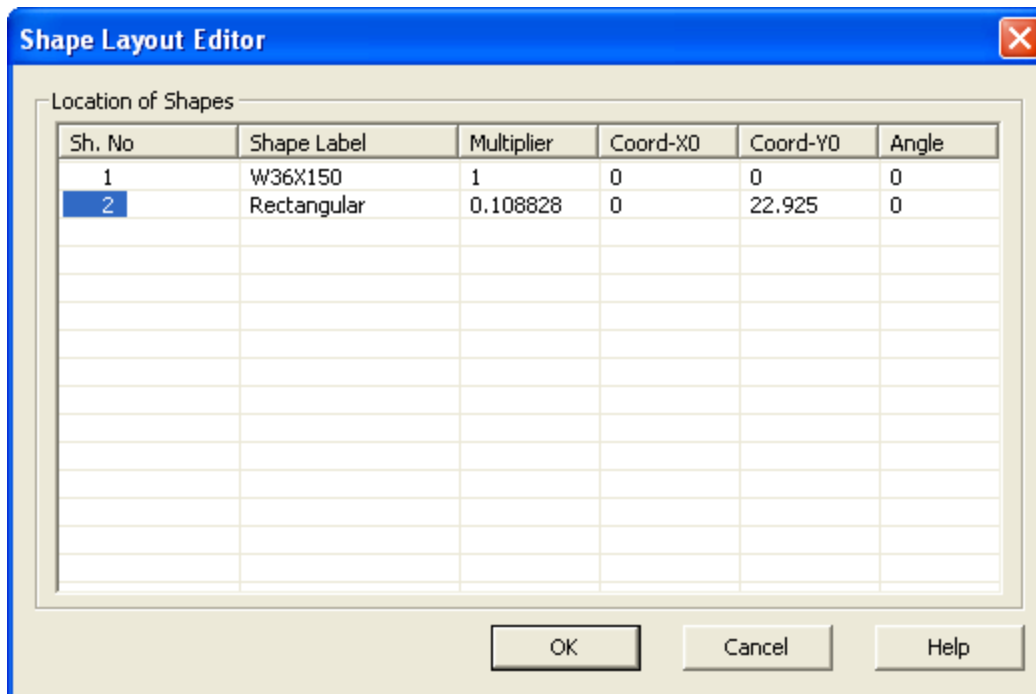 Shape Layout Editor
Location of Shapes
Sh. No Shape Label Multiplier Coord-X0 Coord-Y0 Angle
1 W36X150 1 0 0 0
2 Rectangular 0.108828 0 22.925 0
OK Cancel Help